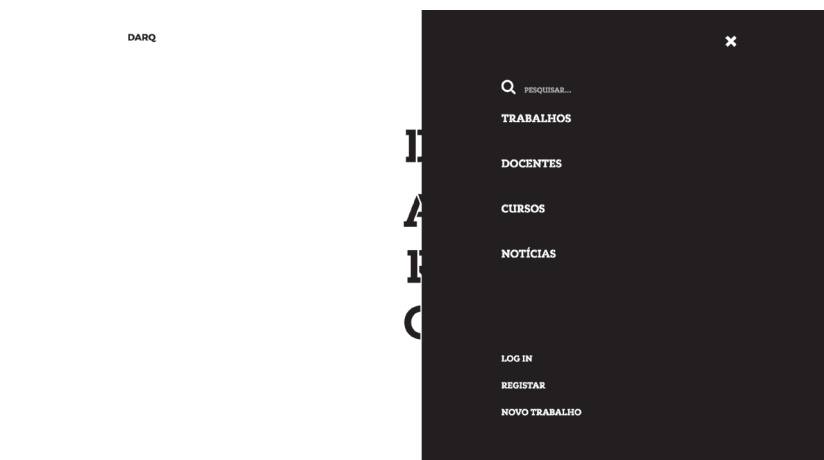 DARQ
D
A
R
Q
PESQUISAR...
TRABALHOS
DOCENTES
CURSOS
NOTÍCIAS
LOG IN
REGISTAR
NOVO TRABALHO